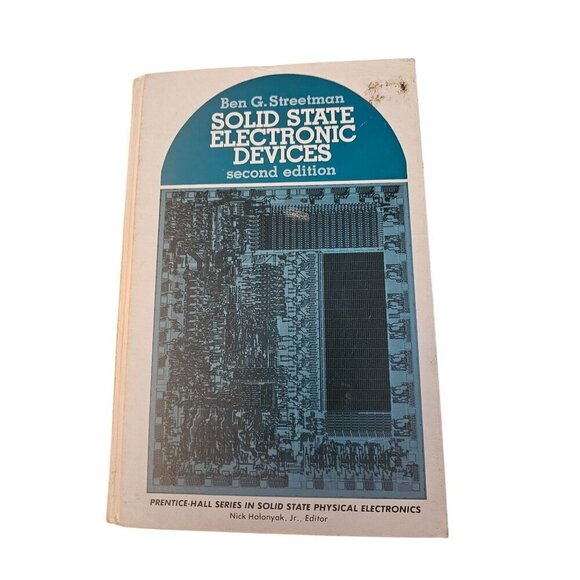 Ben G. Streetman
SOLID STATE
ELECTRONIC
DEVICES
second edition
PRENTICE-HALL SERIES IN SOLID STATE PHYSICAL ELECTRONICS
Nick Holonyak, Jr., Editor